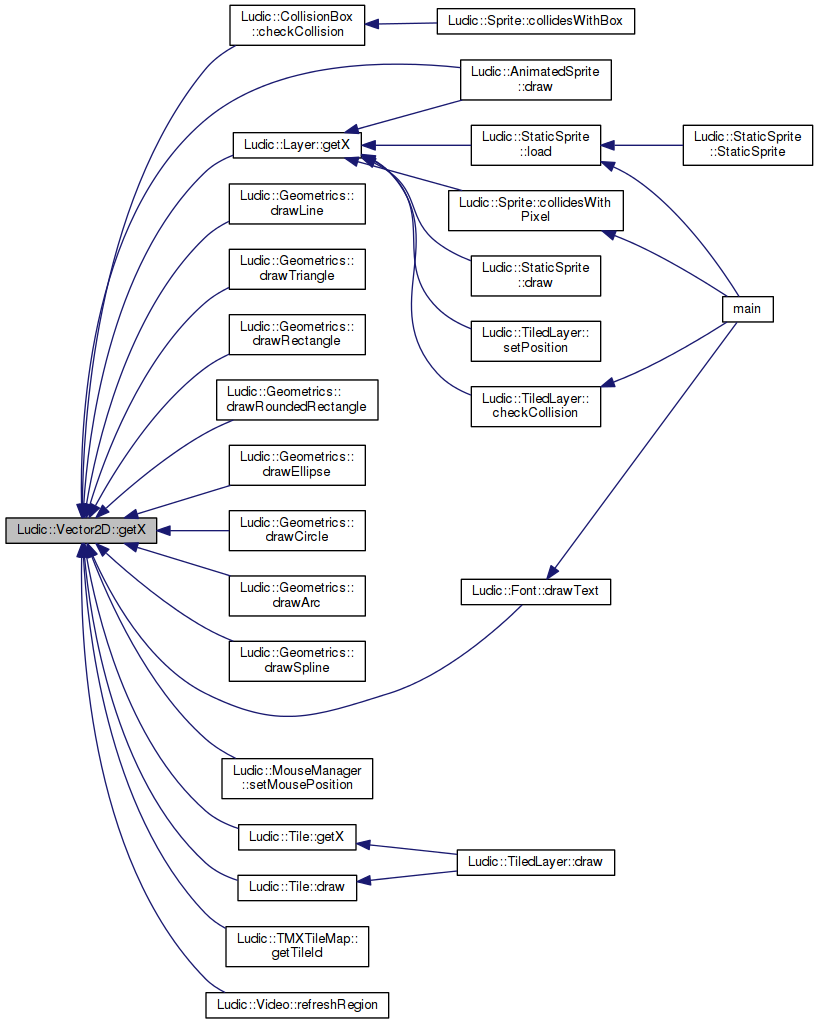 Ludic::CollisionBox
::checkCollision
Ludic::Sprite::collidesWithBox
Ludic::AnimatedSprite
::draw
Ludic::Layer::getX
Ludic::StaticSprite
::load
Ludic::StaticSprite
::StaticSprite
Ludic::Geometrics::
drawLine
Ludic::Sprite::collidesWith
Pixel
Ludic::Geometrics::
drawTriangle
Ludic::StaticSprite
::draw
main
Ludic::Geometrics::
drawRectangle
Ludic::TiledLayer::
setPosition
Ludic::Geometrics::
drawRoundedRectangle
Ludic::TiledLayer::
checkCollision
Ludic::Geometrics::
drawEllipse
Ludic::Vector2D::getX
Ludic::Geometrics::
drawCircle
Ludic::Geometrics::
drawArc
Ludic::Font::drawText
Ludic::Geometrics::
drawSpline
Ludic::MouseManager
::setMousePosition
Ludic::Tile::getX
Ludic::TiledLayer::draw
Ludic::Tile::draw
Ludic::TMXTileMap::
getTileId
Ludic::Video::refreshRegion